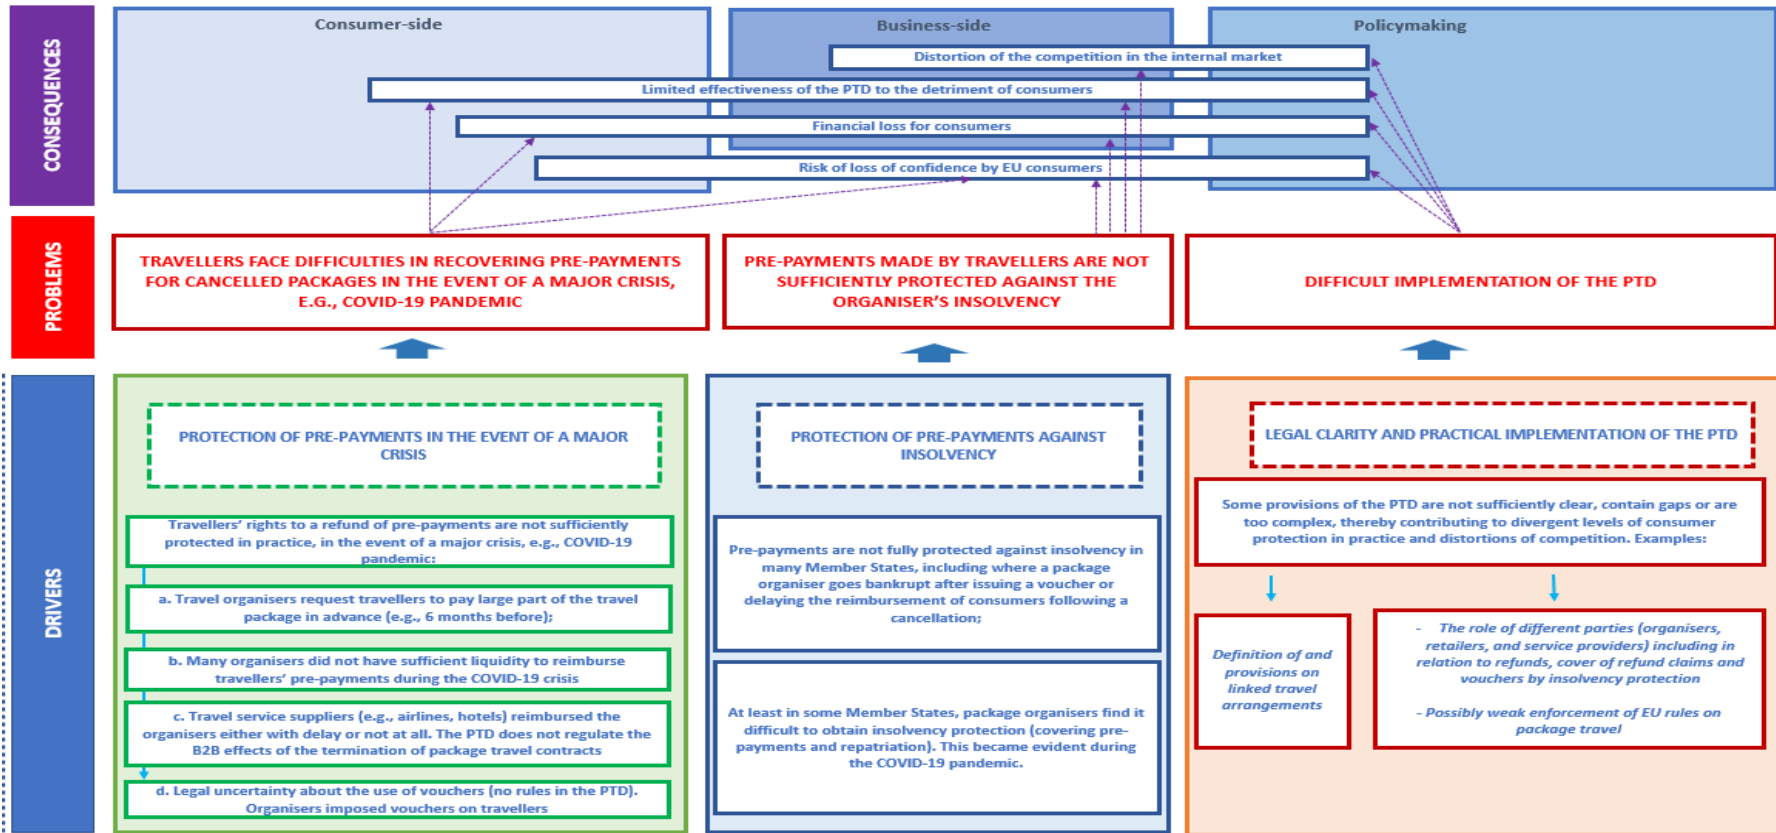 CONSEQUENCES
Consumer-side
Business-side
Policymaking
Distortion of the competition in the internal market
Limited effectiveness of the PTD to the detriment of consumers
Financial loss for consumers
Risk of loss of confidence by EU consumers
PROBLEMS
TRAVELLERS FACE DIFFICULTIES IN RECOVERING PRE-PAYMENTS
FOR CANCELLED PACKAGES IN THE EVENT OF A MAJOR CRISIS,
E.G., COVID-19 PANDEMIC
PRE-PAYMENTS MADE BY TRAVELLERS ARE NOT
SUFFICIENTLY PROTECTED AGAINST THE
ORGANISER'S INSOLVENCY
DIFFICULT IMPLEMENTATION OF THE PTD
DRIVERS
PROTECTION OF PRE-PAYMENTS IN THE EVENT OF A MAJOR
CRISIS
Travellers' rights to a refund of pre-payments are not sufficiently
protected in practice, in the event of a major crisis, e.g., COVID-19
pandemic:
a. Travel organisers request travellers to pay large part of the travel
package in advance (e.g., 6 months before);
b. Many organisers did not have sufficient liquidity to reimburse
travellers' pre-payments during the COVID-19 crisis
c. Travel service suppliers (e.g., airlines, hotels) reimbursed the
organisers either with delay or not at all. The PTD does not regulate the
B2B effects of the termination of package travel contracts
d. Legal uncertainty about the use of vouchers (no rules in the PTD).
Organisers imposed vouchers on travellers
PROTECTION OF PRE-PAYMENTS AGAINST
INSOLVENCY
Pre-payments are not fully protected against insolvency in
many Member States, including where a package
organiser goes bankrupt after issuing a voucher or
delaying the reimbursement of consumers following a
cancellation;
At least in some Member States, package organisers find it
difficult to obtain insolvency protection (covering pre-
payments and repatriation). This became evident during
the COVID-19 pandemic.
LEGAL CLARITY AND PRACTICAL IMPLEMENTATION OF THE PTD
Some provisions of the PTD are not sufficiently clear, contain gaps or are
too complex, thereby contributing to divergent levels of consumer
protection in practice and distortions of competition. Examples:
Definition of and
provisions on
linked travel
arrangements
- The role of different parties (organisers,
retailers, and service providers) including in
relation to refunds, cover of refund claims and
vouchers by insolvency protection
- Possibly weak enforcement of EU rules on
package travel